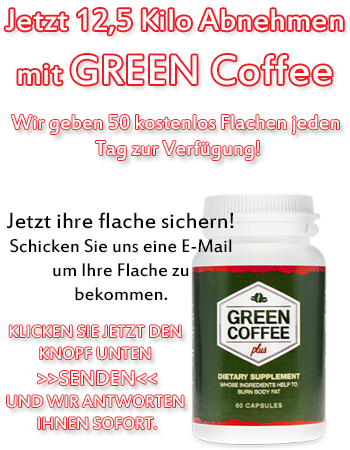 Jetzt 12,5 Kilo Abnehmen
mit GREEN Coffee
Wir geben 50 kostenlos Flachen jeden
Tag zur Verfügung!
Jetzt ihre flache sichern!
Schicken Sie uns eine E-Mail
um Ihre Flache zu
bekommen.
KLICKEN SIE JETZT DEN
KNOPF UNTEN
>>SENDEN<<
UND WIR ANTWORTEN
IHNEN SOFORT.
GREEN
COFFEE
plus
DIETARY SUPPLEMENT
WHOSE INGREDIENTS HELP TO
BURN BODY FAT
60 CAPSULES